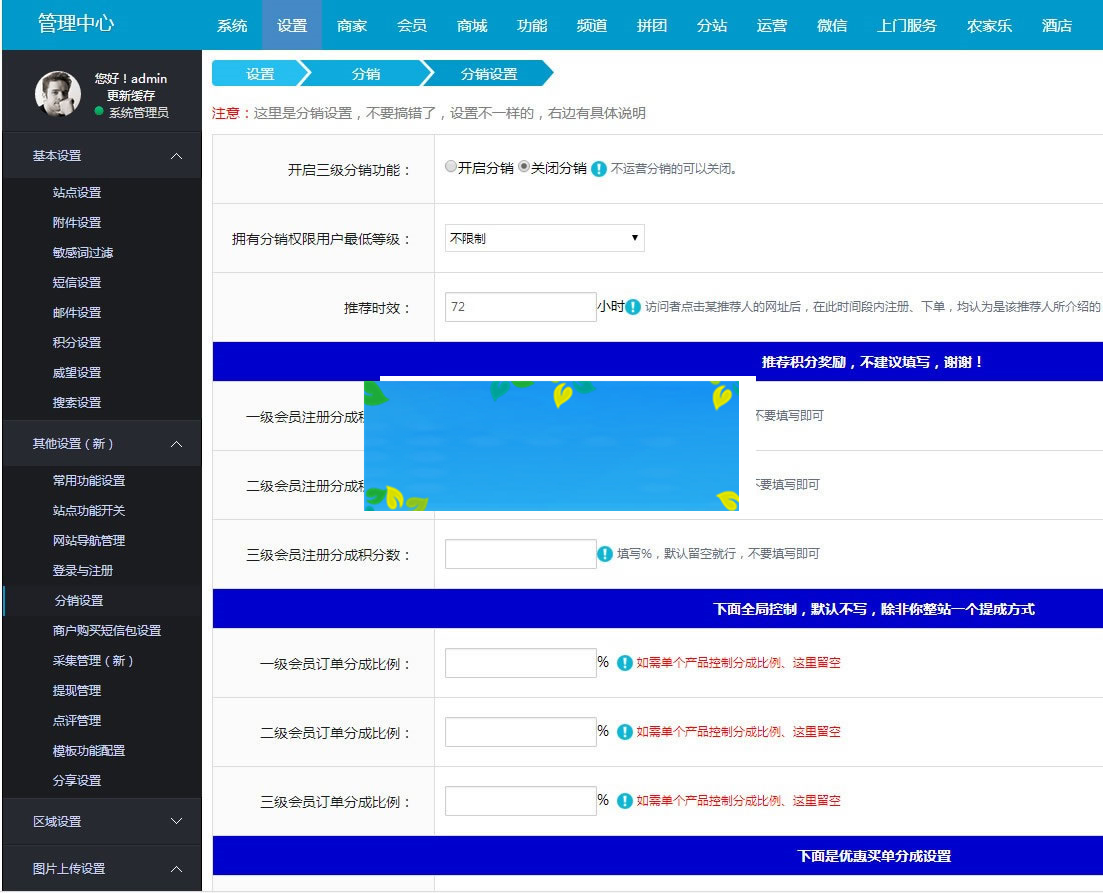 管理中心
系统 设置 商家 会员 商城 功能 频道 拼团 分站 运营 微信 上门服务 农家乐 酒店
您好！admin
更新缓存
系统管理员
基本设置
站点设置
附件设置
敏感词过滤
短信设置
邮件设置
积分设置
威望设置
搜索设置
其他设置（新）
常用功能设置
站点功能开关
网站导航管理
登录与注册
分销设置
商户购买短信包设置
采集管理（新）
提现管理
点评管理
模板功能配置
分享设置
区域设置
图片上传设置
设置 分销 分销设置
注意：这里是分销设置，不要搞错了，设置不一样的，右边有具体说明
开启三级分销功能： 开启分销 关闭分销 不运营分销的可以关闭。
拥有分销权限用户最低等级： 不限制
推荐时效： 72 小时 访问者点击某推荐人的网址后，在此时间段内注册、下单，均认为是该推荐人所介绍的
推荐积分奖励，不建议填写，谢谢！
一级会员注册分成 不要填写即可
二级会员注册分成 不要填写即可
三级会员注册分成积分数： 填写%，默认留空就行，不要填写即可
下面全局控制，默认不写，除非你整站一个提成方式
一级会员订单分成比例： % 如需单个产品控制分成比例、这里留空
二级会员订单分成比例： % 如需单个产品控制分成比例、这里留空
三级会员订单分成比例： % 如需单个产品控制分成比例、这里留空
下面是优惠买单分成设置